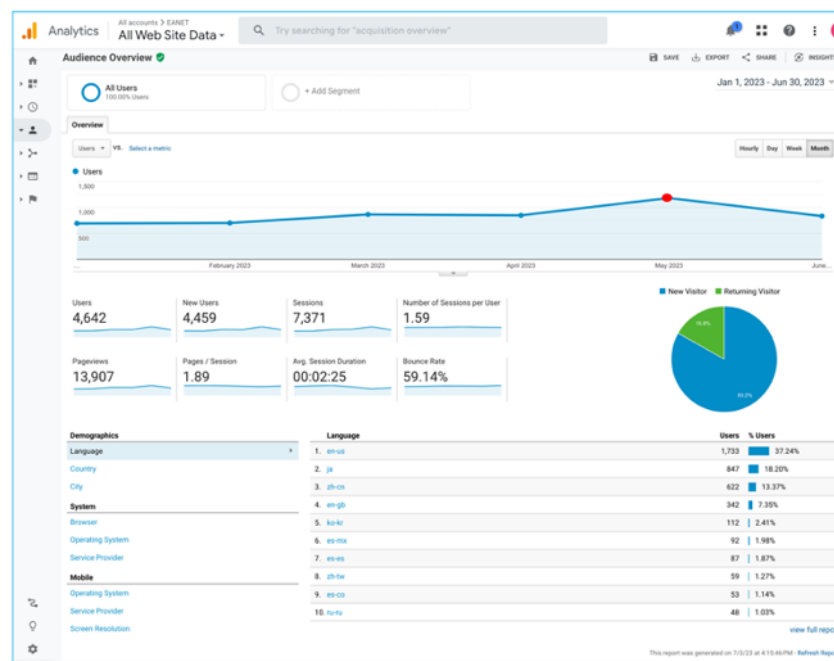 Analytics
All accounts > EANET
All Web Site Data
Try searching for "acquisition overview"
1
Audience Overview
SAVE
EXPORT
SHARE
INSIGHTS
All Users
100.00% Users
+ Add Segment
Jan 1, 2023 - Jun 30, 2023
Overview
Users
VS.
Select a metric
Hourly
Day
Week
Month
Users
1,500
1,000
500
...
February 2023
March 2023
April 2023
May 2023
June...
Users
4,642
New Users
4,459
Sessions
7,371
Number of Sessions per User
1.59
Pageviews
13,907
Pages / Session
1.89
Avg. Session Duration
00:02:25
Bounce Rate
59.14%
New Visitor
Returning Visitor
16.8%
83.2%
Demographics
Language
Country
City
System
Browser
Operating System
Service Provider
Mobile
Operating System
Service Provider
Screen Resolution
Language Users % Users
1. en-us 1,733 37.24%
2. ja 847 18.20%
3. zh-cn 622 13.37%
4. en-gb 342 7.35%
5. ko-kr 112 2.41%
6. es-mx 92 1.98%
7. es-es 87 1.87%
8. zh-tw 59 1.27%
9. es-co 53 1.14%
10. ru-ru 48 1.03%
view full repo
This report was generated on 7/3/23 at 4:15:46 PM - Refresh Repo